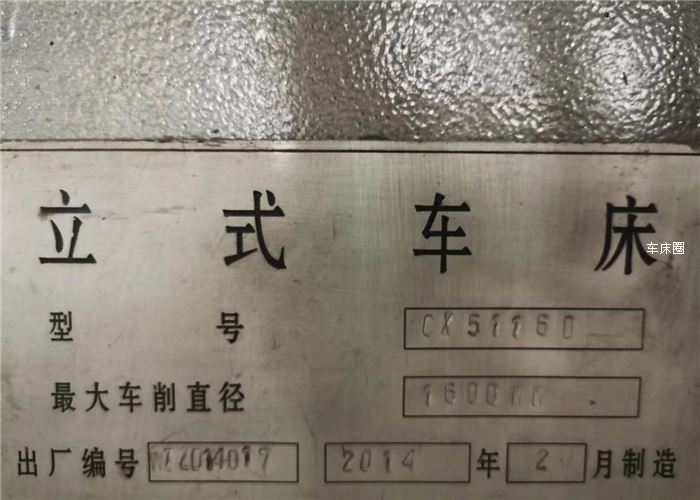 立式车床
车床圈
型号 CX51160
最大车削直径 1600
出厂编号 2014 年 2 月制造